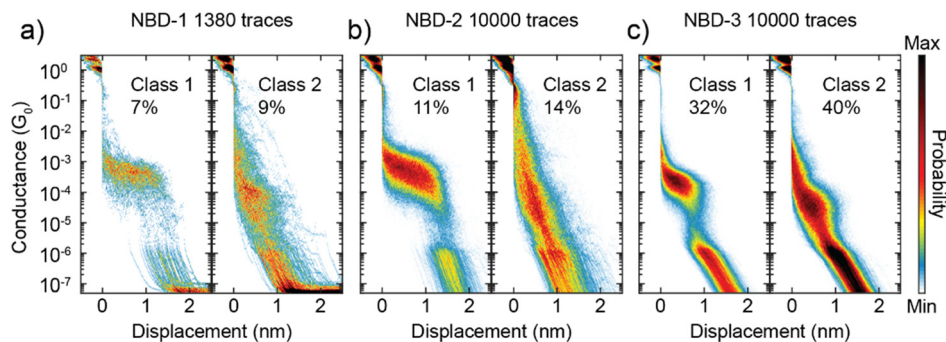 a)
NBD-1 1380 traces
b)
NBD-2 10000 traces
c)
NBD-3 10000 traces
Max
Class 1
7%
Class 2
9%
Class 1
11%
Class 2
14%
Class 1
32%
Class 2
40%
Conductance (G0)
10^0
10^-1
10^-2
10^-3
10^-4
10^-5
10^-6
10^-7
Probability
Min
0 1 2 0 1 2
0 1 2 0 1 2
0 1 2 0 1 2
Displacement (nm)
Displacement (nm)
Displacement (nm)